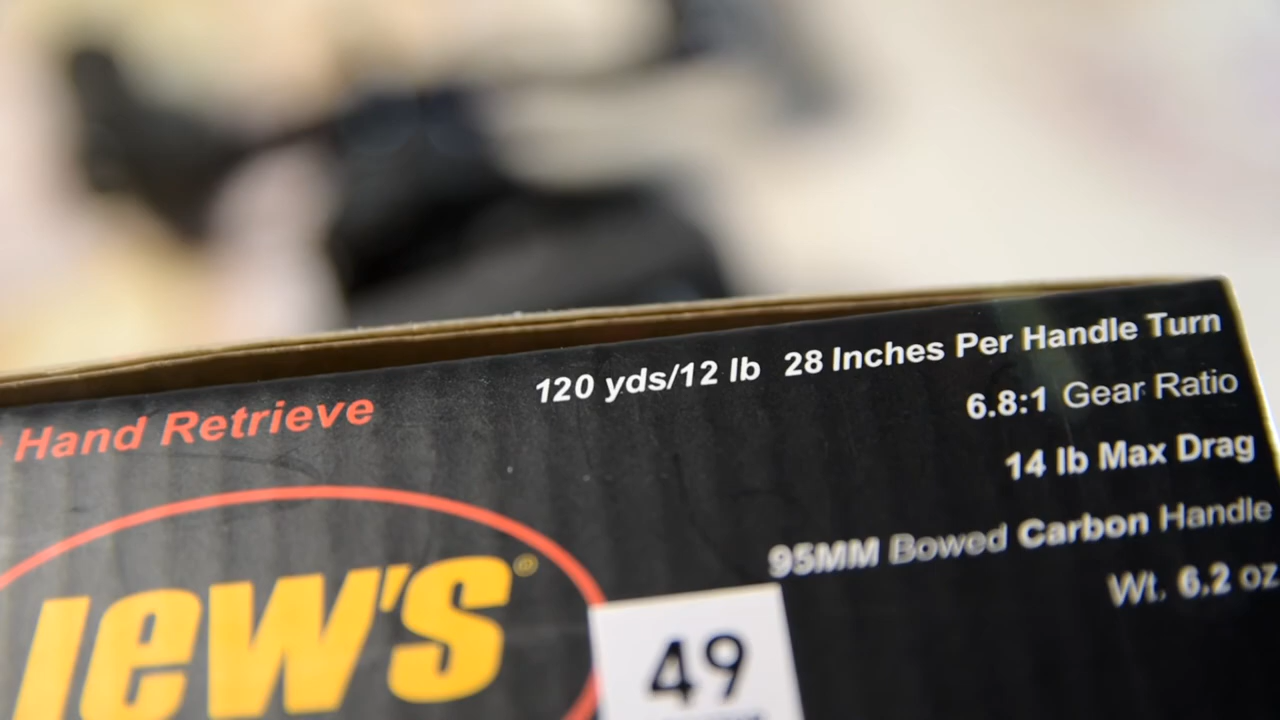 Hand Retrieve
120 yds/12 lb 28 Inches Per Handle Turn
6.8:1 Gear Ratio
14 lb Max Drag
95MM Bowed Carbon Handle
Wt. 6.2 oz
LEW'S®
49